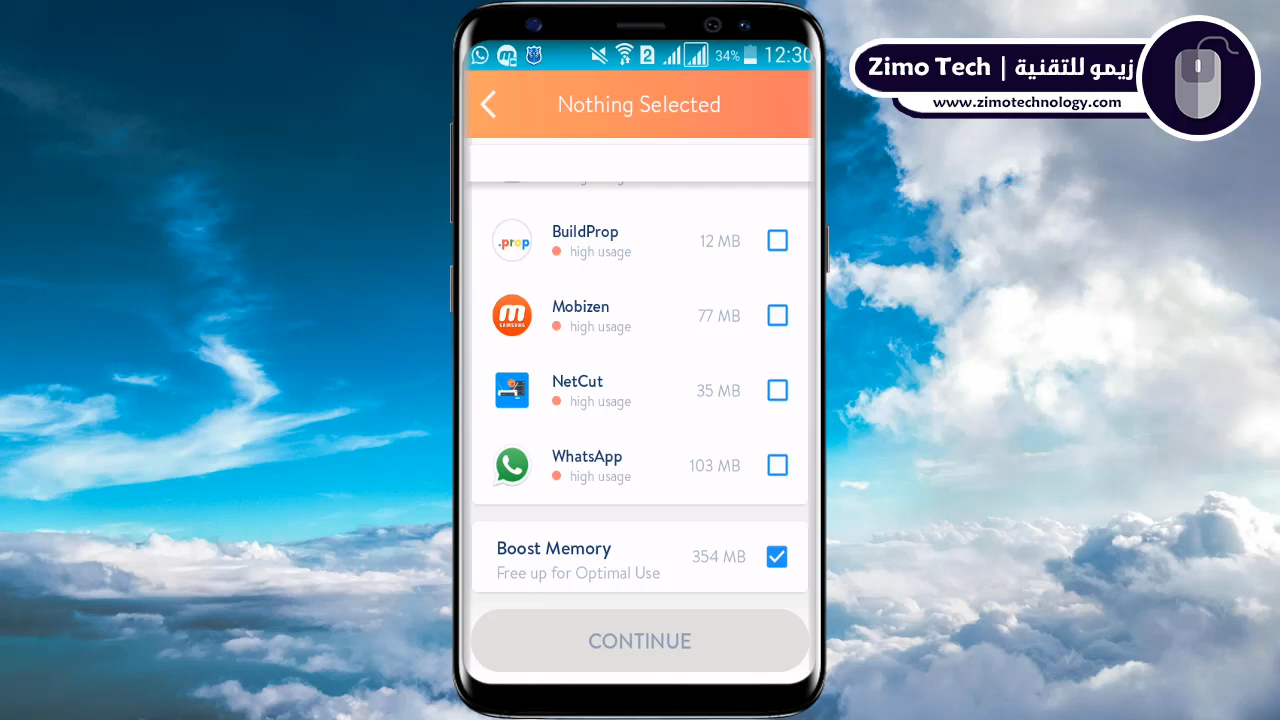 زيمو للتقنية | Zimo Tech
www.zimotechnology.com
34% 12:30
Nothing Selected
BuildProp
high usage
12 MB
Mobizen
high usage
77 MB
NetCut
high usage
35 MB
WhatsApp
high usage
103 MB
Boost Memory
354 MB
Free up for Optimal Use
CONTINUE
.prop
m
SAMSUNG
2